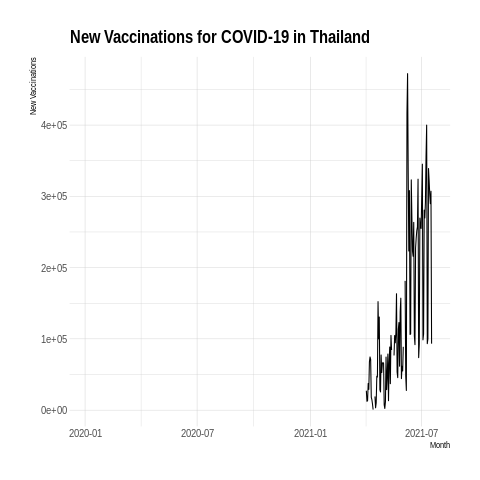 New Vaccinations for COVID-19 in Thailand
New Vaccinations
4e+05
3e+05
2e+05
1e+05
0e+00
2020-01 2020-07 2021-01 2021-07
Month